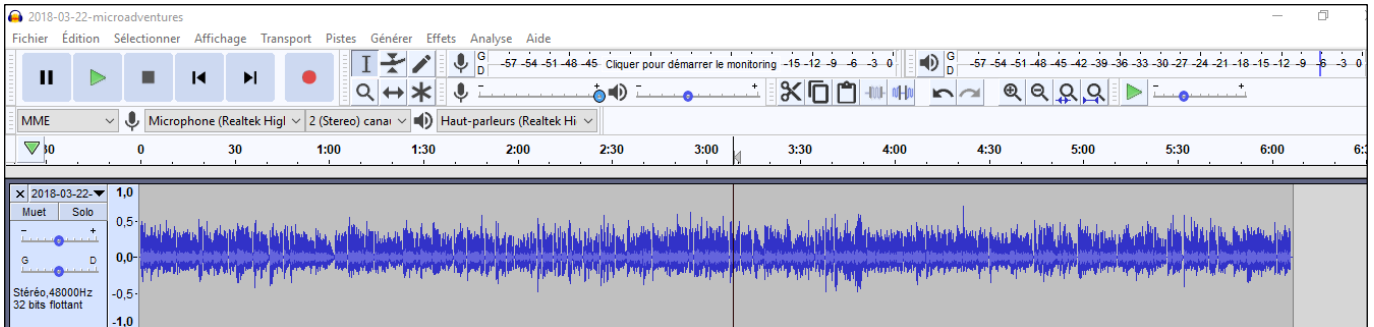 2018-03-22-microadventures
Fichier Édition Sélectionner Affichage Transport Pistes Générer Effets Analyse Aide
G D -57 -54 -51 -48 -45 Cliquer pour démarrer le monitoring -15 -12 -9 -6 -3 0 G D -57 -54 -51 -48 -45 -42 -39 -36 -33 -30 -27 -24 -21 -18 -15 -12 -9 -6 -3 0
- + - + - +
MME Microphone (Realtek Higl 2 (Stereo) canau Haut-parleurs (Realtek Hi
30 0 30 1:00 1:30 2:00 2:30 3:00 3:30 4:00 4:30 5:00 5:30 6:00 6:3
× 2018-03-22- 1,0
Muet Solo
- + 0,5-
G D 0,0-
Stéréo,48000Hz -0,5-
32 bits flottant
-1,0